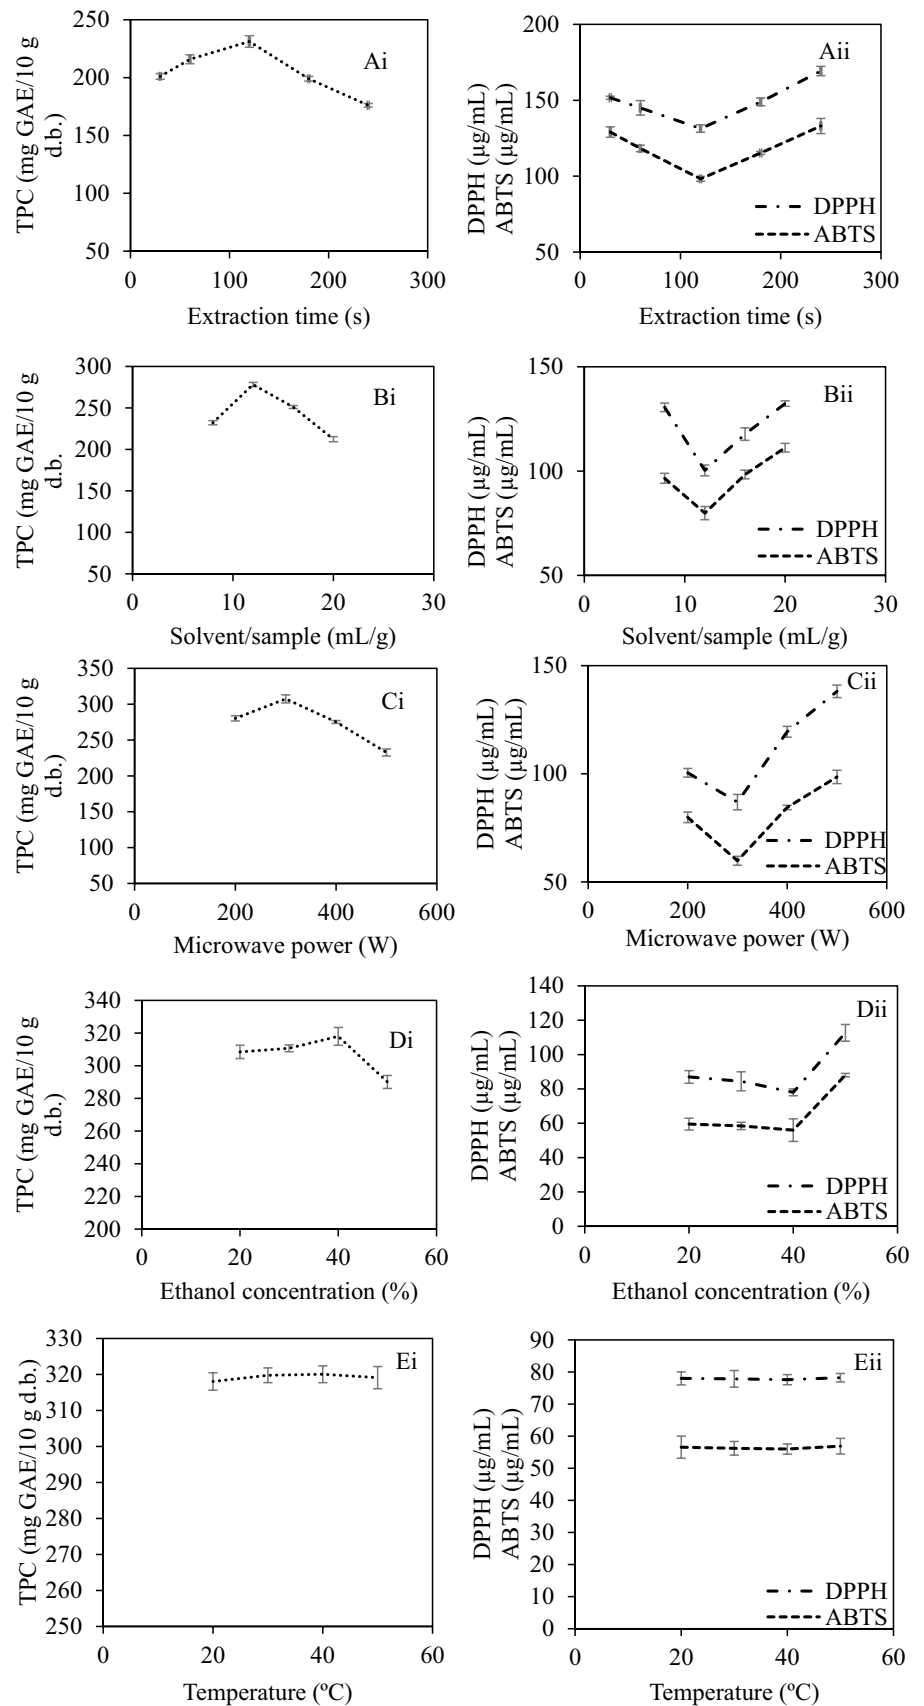 TPC (mg GAE/10 g
d.b.)
250
200
150
100
50
0
100
200
300
Extraction time (s)
Ai
DPPH (µg/mL)
ABTS (µg/mL)
200
150
100
50
0
100
200
300
Extraction time (s)
Aii
DPPH
ABTS
TPC (mg GAE/10 g
d.b.
300
250
200
150
100
50
0
10
20
30
Solvent/sample (mL/g)
Bi
DPPH (µg/mL)
ABTS (µg/mL)
150
100
50
0
10
20
30
Solvent/sample (mL/g)
Bii
DPPH
ABTS
TPC (mg GAE/10 g
d.b.)
350
300
250
200
150
100
50
0
200
400
600
Microwave power (W)
Ci
DPPH (µg/mL)
ABTS (µg/mL)
150
100
50
0
200
400
600
Microwave power (W)
Cii
DPPH
ABTS
TPC (mg GAE/10 g
d.b.)
340
320
300
280
260
240
220
200
0
20
40
60
Ethanol concentration (%)
Di
DPPH (µg/mL)
ABTS (µg/mL)
140
120
100
80
60
40
20
0
0
20
40
60
Ethanol concentration (%)
Dii
DPPH
ABTS
TPC (mg GAE/10 g d.b.)
330
320
310
300
290
280
270
260
250
0
20
40
60
Temperature (ºC)
Ei
DPPH (µg/mL)
ABTS (µg/mL)
90
80
70
60
50
40
30
20
10
0
0
20
40
60
Temperature (ºC)
Eii
DPPH
ABTS